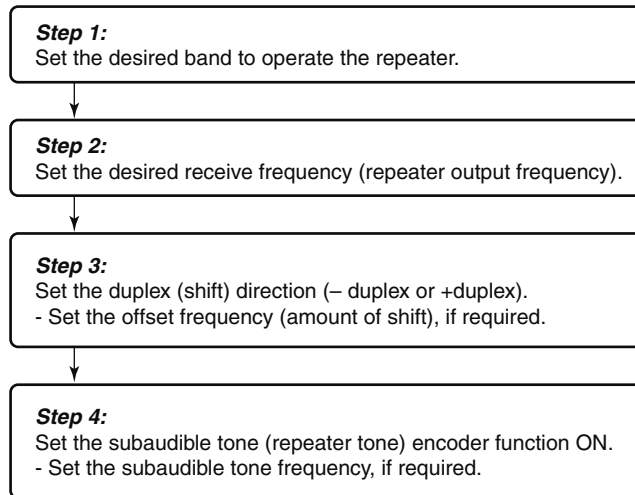 Step 1:
Set the desired band to operate the repeater.
Step 2:
Set the desired receive frequency (repeater output frequency).
Step 3:
Set the duplex (shift) direction (– duplex or +duplex).
- Set the offset frequency (amount of shift), if required.
Step 4:
Set the subaudible tone (repeater tone) encoder function ON.
- Set the subaudible tone frequency, if required.